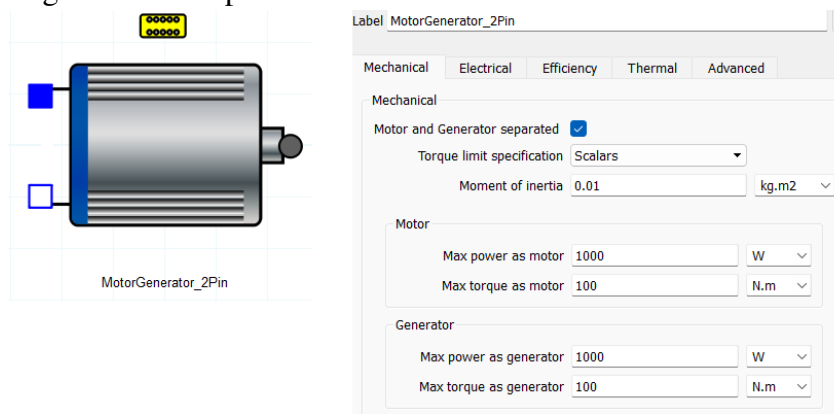 Label MotorGenerator_2Pin
Mechanical Electrical Efficiency Thermal Advanced
Mechanical
Motor and Generator separated
Torque limit specification Scalars
Moment of inertia 0.01 kg.m2
Motor
Max power as motor 1000 W
Max torque as motor 100 N.m
MotorGenerator_2Pin
Generator
Max power as generator 1000 W
Max torque as generator 100 N.m